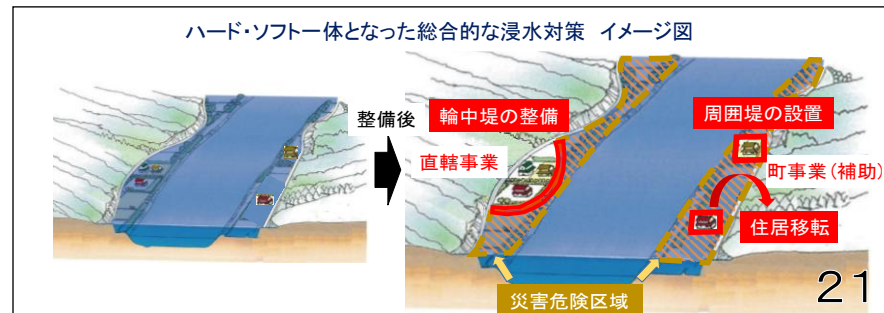 ハード・ソフト一体となった総合的な浸水対策　イメージ図
整備後
輪中堤の整備
直轄事業
周囲堤の設置
町事業(補助)
住居移転
災害危険区域
21